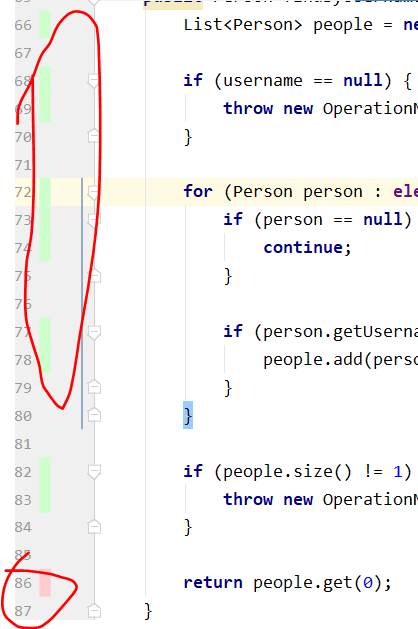 66 List<Person> people = ne
67
68 if (username == null) {
69 throw new OperationN
70 }
71
72 for (Person person : ele
73 if (person == null)
74 continue;
75 }
76
77 if (person.getUserna
78 people.add(perso
79 }
80 }
81
82 if (people.size() != 1)
83 throw new OperationN
84 }
85
86 return people.get(0);
87 }